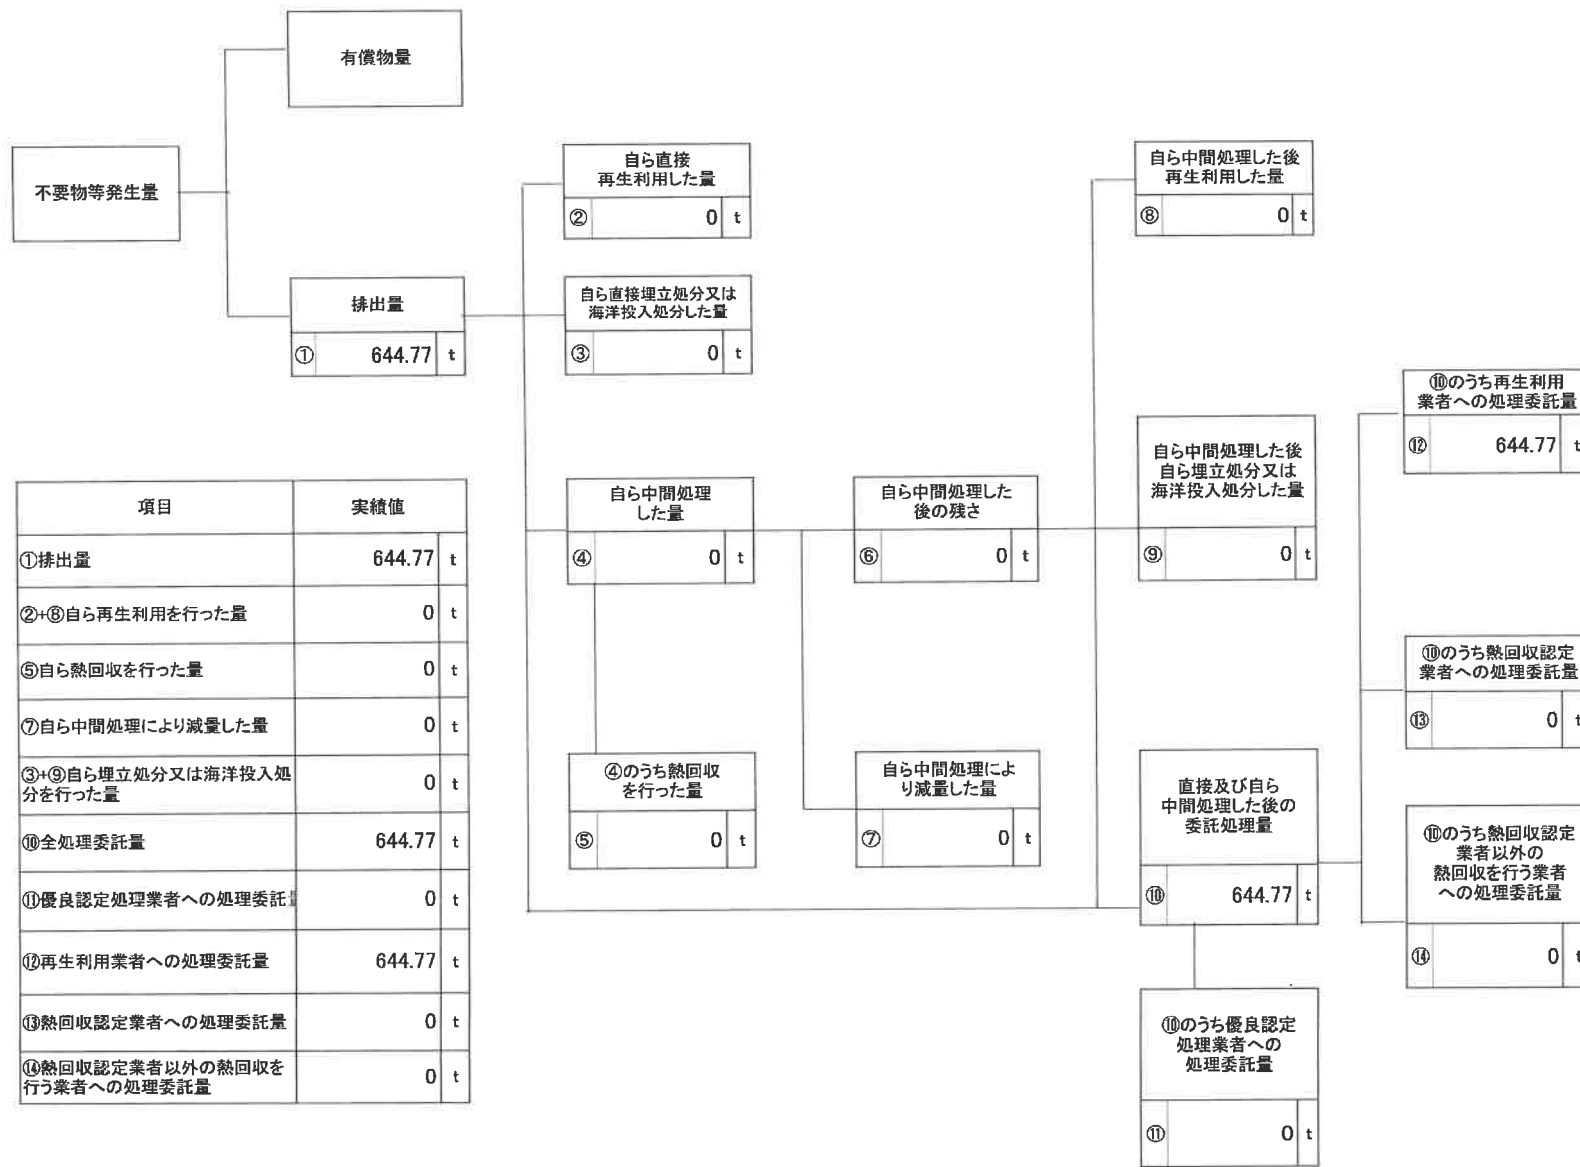 有償物量
不要物等発生量
自ら直接
再生利用した量
② 0 t
自ら中間処理した後
再生利用した量
⑧ 0 t
排出量
① 644.77 t
自ら直接埋立処分又は
海洋投入処分した量
③ 0 t
⑩のうち再生利用
業者への処理委託量
⑫ 644.77 t
自ら中間処理
した量
④ 0 t
自ら中間処理した
後の残さ
⑥ 0 t
自ら中間処理した後
自ら埋立処分又は
海洋投入処分した量
⑨ 0 t
⑩のうち熱回収認定
業者への処理委託量
⑬ 0 t
④のうち熱回収
を行った量
⑤ 0 t
自ら中間処理によ
り減量した量
⑦ 0 t
直接及び自ら
中間処理した後の
委託処理量
⑩ 644.77 t
⑩のうち熱回収認定
業者以外の
熱回収を行う業者
への処理委託量
⑭ 0 t
⑩のうち優良認定
処理業者への
処理委託量
⑪ 0 t
項目 実績値
①排出量 644.77 t
②+⑧自ら再生利用を行った量 0 t
⑤自ら熱回収を行った量 0 t
⑦自ら中間処理により減量した量 0 t
③+⑨自ら埋立処分又は海洋投入処
分を行った量 0 t
⑩全処理委託量 644.77 t
⑪優良認定処理業者への処理委託 0 t
⑫再生利用業者への処理委託量 644.77 t
⑬熱回収認定業者への処理委託量 0 t
⑭熱回収認定業者以外の熱回収を
行う業者への処理委託量 0 t